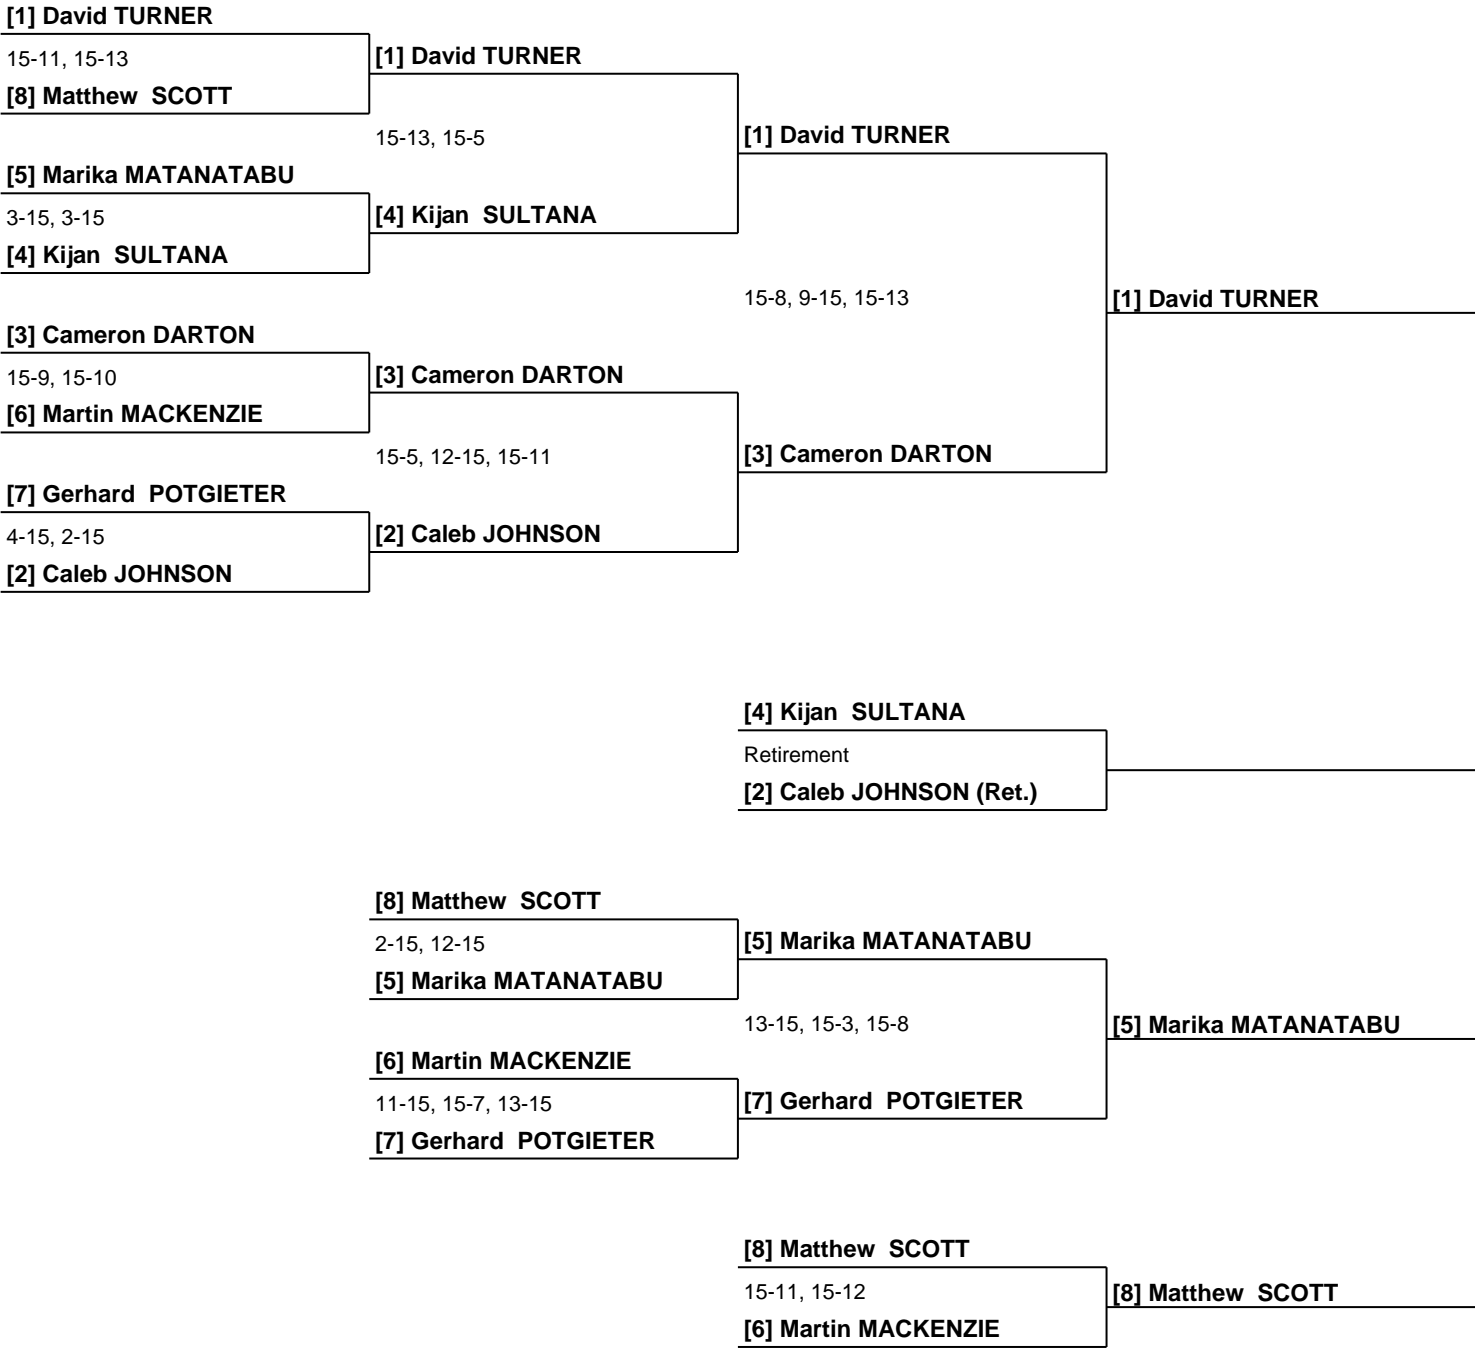 [1] David TURNER
15-11, 15-13
[8] Matthew  SCOTT
[1] David TURNER
15-13, 15-5
[5] Marika MATANATABU
3-15, 3-15
[4] Kijan  SULTANA
[4] Kijan  SULTANA
[1] David TURNER
15-8, 9-15, 15-13
[1] David TURNER
[3] Cameron DARTON
15-9, 15-10
[6] Martin MACKENZIE
[3] Cameron DARTON
15-5, 12-15, 15-11
[3] Cameron DARTON
[7] Gerhard  POTGIETER
4-15, 2-15
[2] Caleb JOHNSON
[2] Caleb JOHNSON
[4] Kijan  SULTANA
Retirement
[2] Caleb JOHNSON (Ret.)
[8] Matthew  SCOTT
2-15, 12-15
[5] Marika MATANATABU
[5] Marika MATANATABU
13-15, 15-3, 15-8
[5] Marika MATANATABU
[6] Martin MACKENZIE
11-15, 15-7, 13-15
[7] Gerhard  POTGIETER
[7] Gerhard  POTGIETER
[8] Matthew  SCOTT
15-11, 15-12
[6] Martin MACKENZIE
[8] Matthew  SCOTT